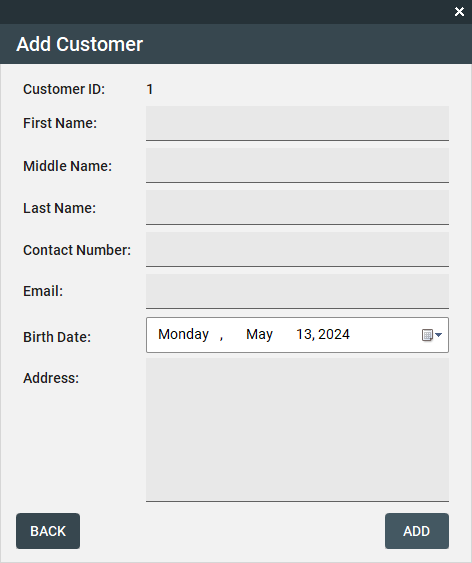 Add Customer
Customer ID: 1
First Name:
Middle Name:
Last Name:
Contact Number:
Email:
Birth Date: Monday , May 13, 2024
Address:
BACK ADD